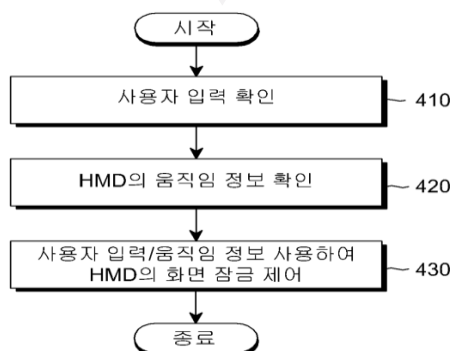 시작
사용자 입력 확인
410
HMD의 움직임 정보 확인
420
사용자 입력/움직임 정보 사용하여
HMD의 화면 잠금 제어
430
종료